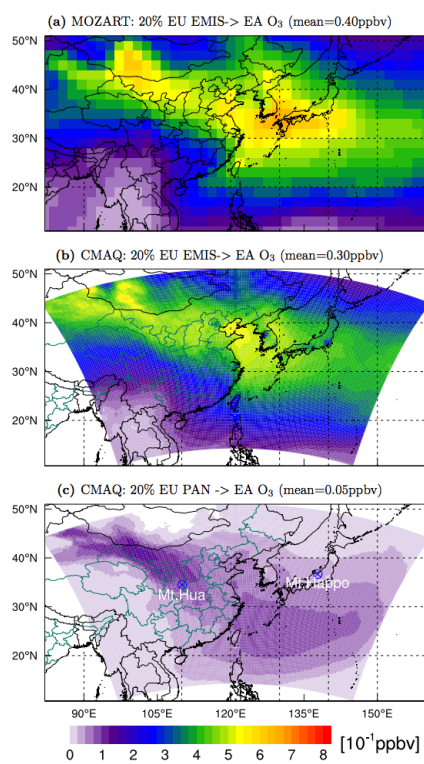 (a) MOZART: 20% EU EMIS-> EA O₃ (mean=0.40ppbv)
50°N
40°N
30°N
20°N
(b) CMAQ: 20% EU EMIS-> EA O₃ (mean=0.30ppbv)
50°N
40°N
30°N
20°N
(c) CMAQ: 20% EU PAN -> EA O₃ (mean=0.05ppbv)
50°N
40°N
30°N
20°N
Mt.Hua
Mt.Happo
90°E 105°E 120°E 135°E 150°E
0 1 2 3 4 5 6 7 8 [10⁻¹ppbv]